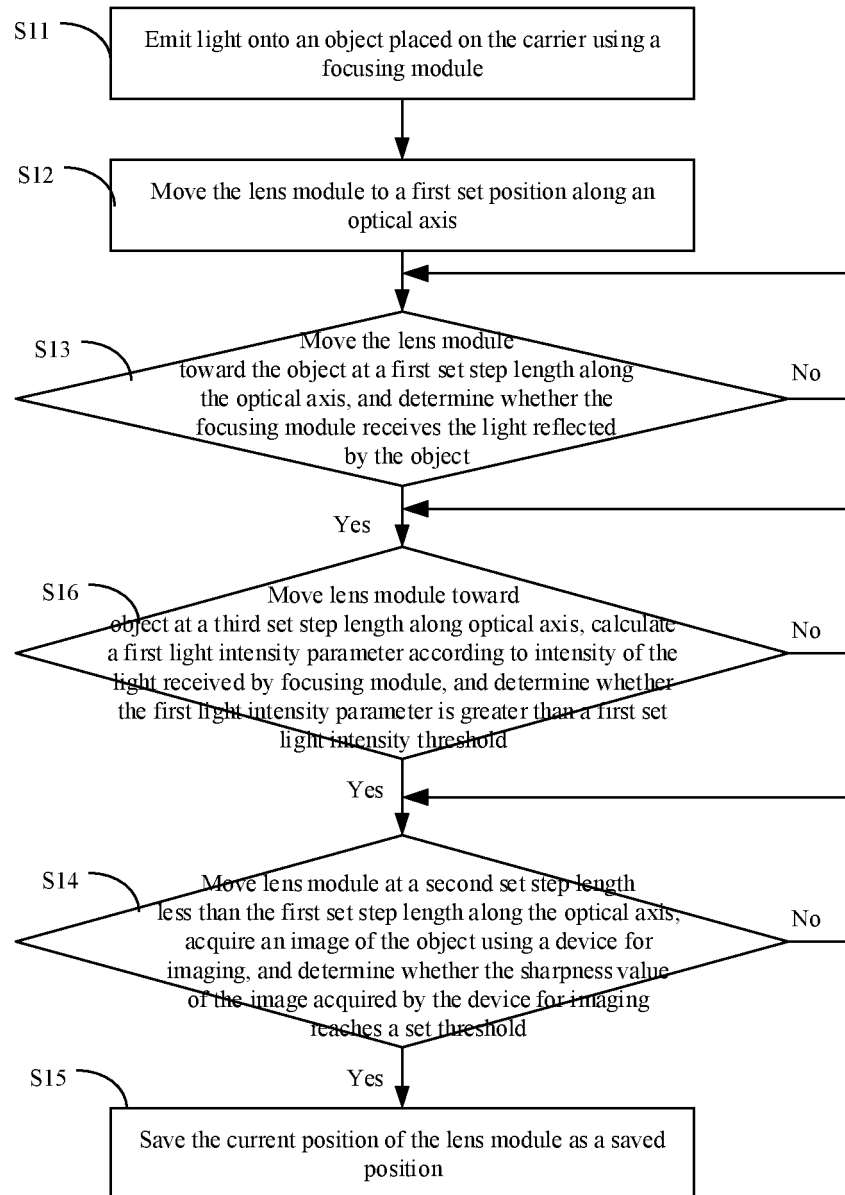 S11
Emit light onto an object placed on the carrier using a
focusing module
S12
Move the lens module to a first set position along an
optical axis
S13
Move the lens module
toward the object at a first set step length along
the optical axis, and determine whether the
focusing module receives the light reflected
by the object
No
Yes
S16
Move lens module toward
object at a third set step length along optical axis, calculate
a first light intensity parameter according to intensity of the
light received by focusing module, and determine whether
the first light intensity parameter is greater than a first set
light intensity threshold
No
Yes
S14
Move lens module at a second set step length
less than the first set step length along the optical axis,
acquire an image of the object using a device for
imaging, and determine whether the sharpness value
of the image acquired by the device for imaging
reaches a set threshold
No
Yes
S15
Save the current position of the lens module as a saved
position